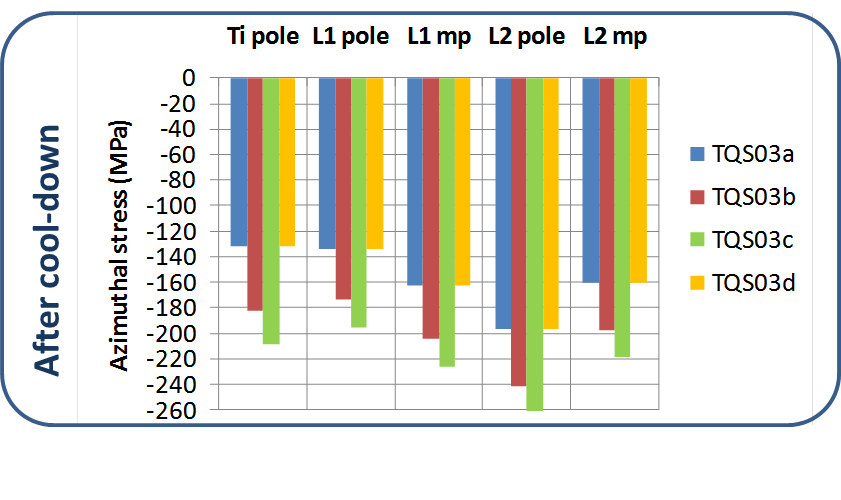 After cool-down
Ti pole L1 pole L1 mp L2 pole L2 mp
Azimuthal stress (MPa)
0
-20
-40
-60
-80
-100
-120
-140
-160
-180
-200
-220
-240
-260
TQS03a
TQS03b
TQS03c
TQS03d